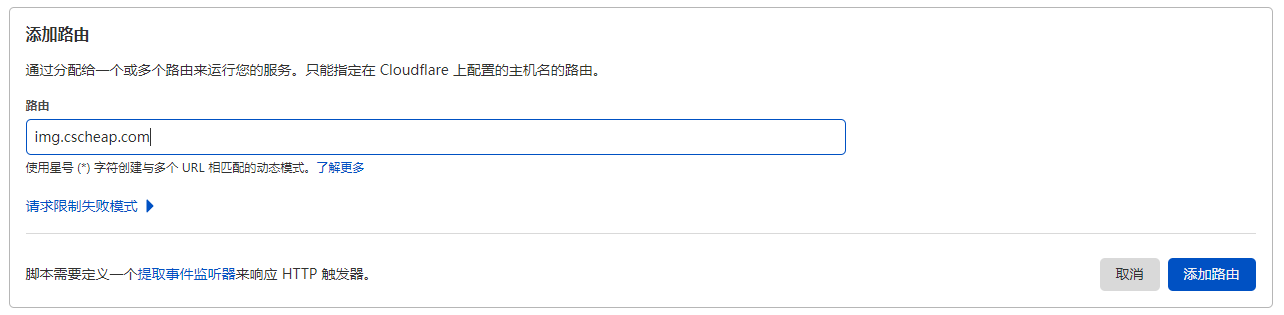 添加路由
通过分配给一个或多个路由来运行您的服务。只能指定在 Cloudflare 上配置的主机名的路由。
路由
img.cscheap.com
使用星号 (*) 字符创建与多个 URL 相匹配的动态模式。了解更多
请求限制失败模式
脚本需要定义一个提取事件监听器来响应 HTTP 触发器。
取消
添加路由